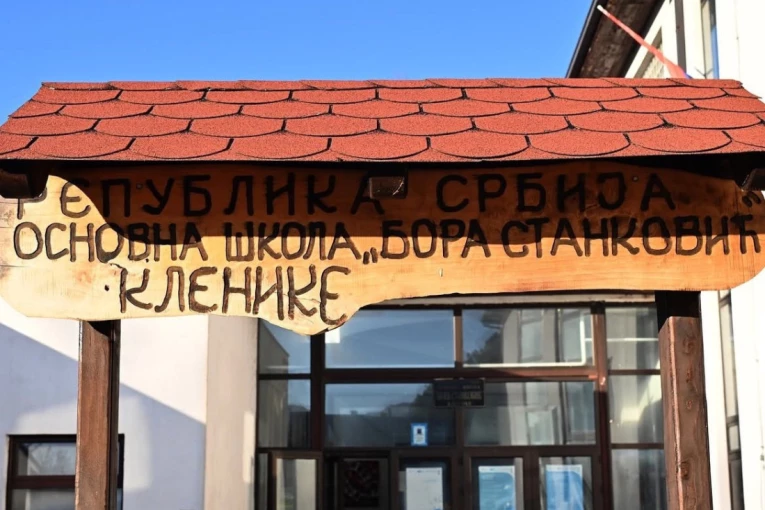 РЕПУБЛИКА СРБИЈА
ОСНОВНА ШКОЛА „БОРА СТАНКОВИЋ“
КЛЕНИКЕ